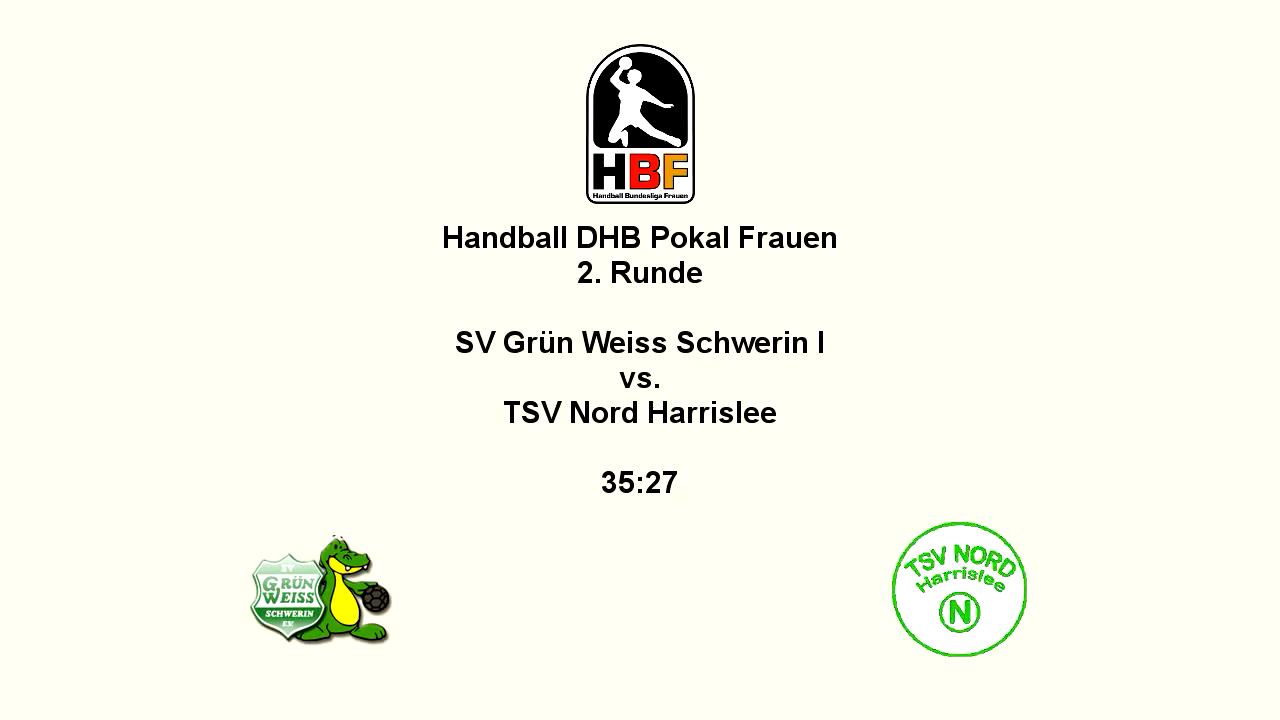 HBF
Handball Bundesliga Frauen
Handball DHB Pokal Frauen
2. Runde
SV Grün Weiss Schwerin I
vs.
TSV Nord Harrislee
35:27
SV
GRÜN
WEISS
SCHWERIN
E.V.
TSV NORD
Harrislee
N